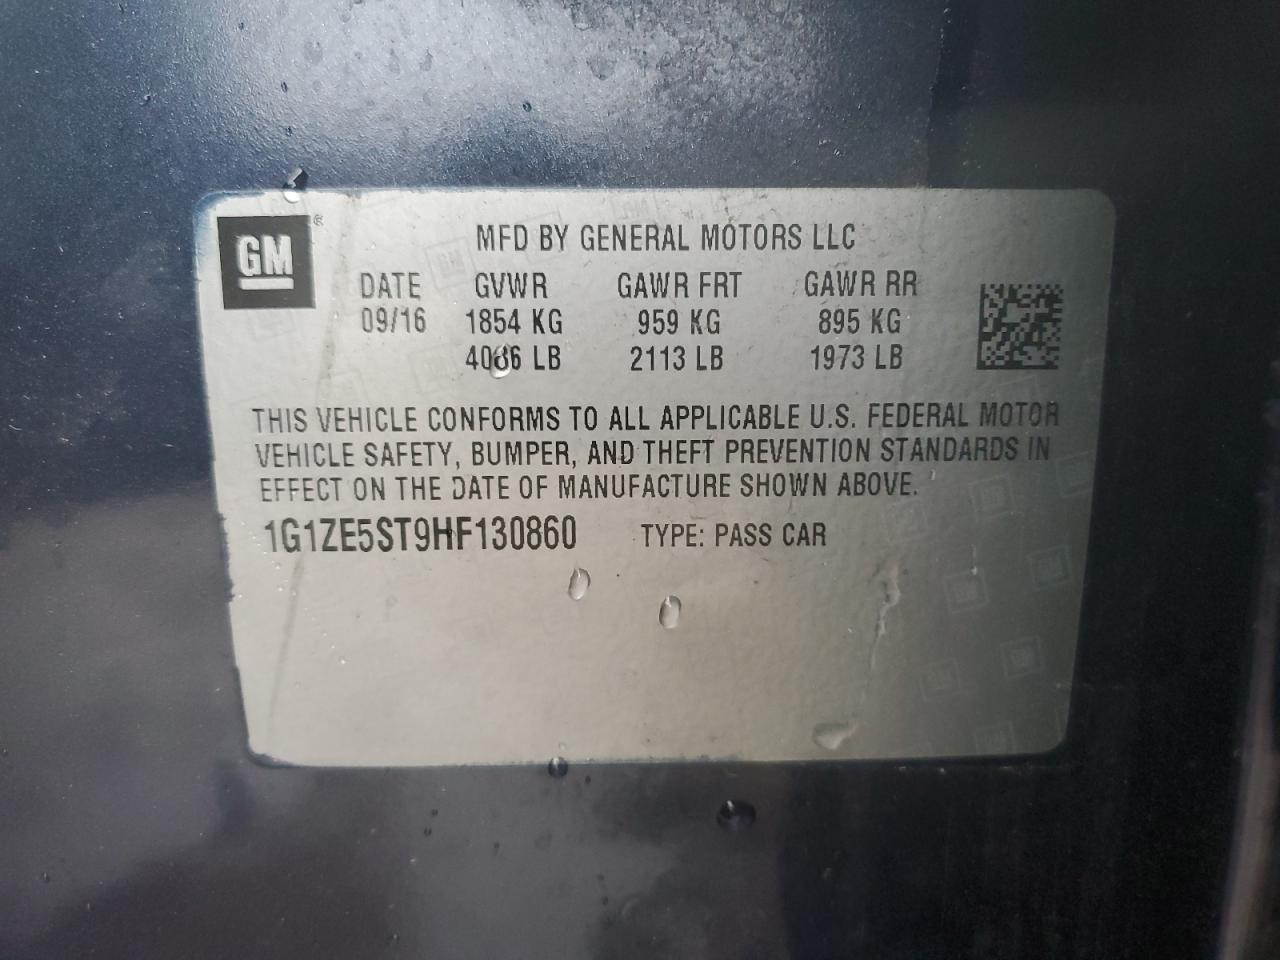 GM
MFD BY GENERAL MOTORS LLC
DATE GVWR GAWR FRT GAWR RR
09/16 1854 KG 959 KG 895 KG
4086 LB 2113 LB 1973 LB
THIS VEHICLE CONFORMS TO ALL APPLICABLE U.S. FEDERAL MOTOR
VEHICLE SAFETY, BUMPER, AND THEFT PREVENTION STANDARDS IN
EFFECT ON THE DATE OF MANUFACTURE SHOWN ABOVE.
1G1ZE5ST9HF130860 TYPE: PASS CAR